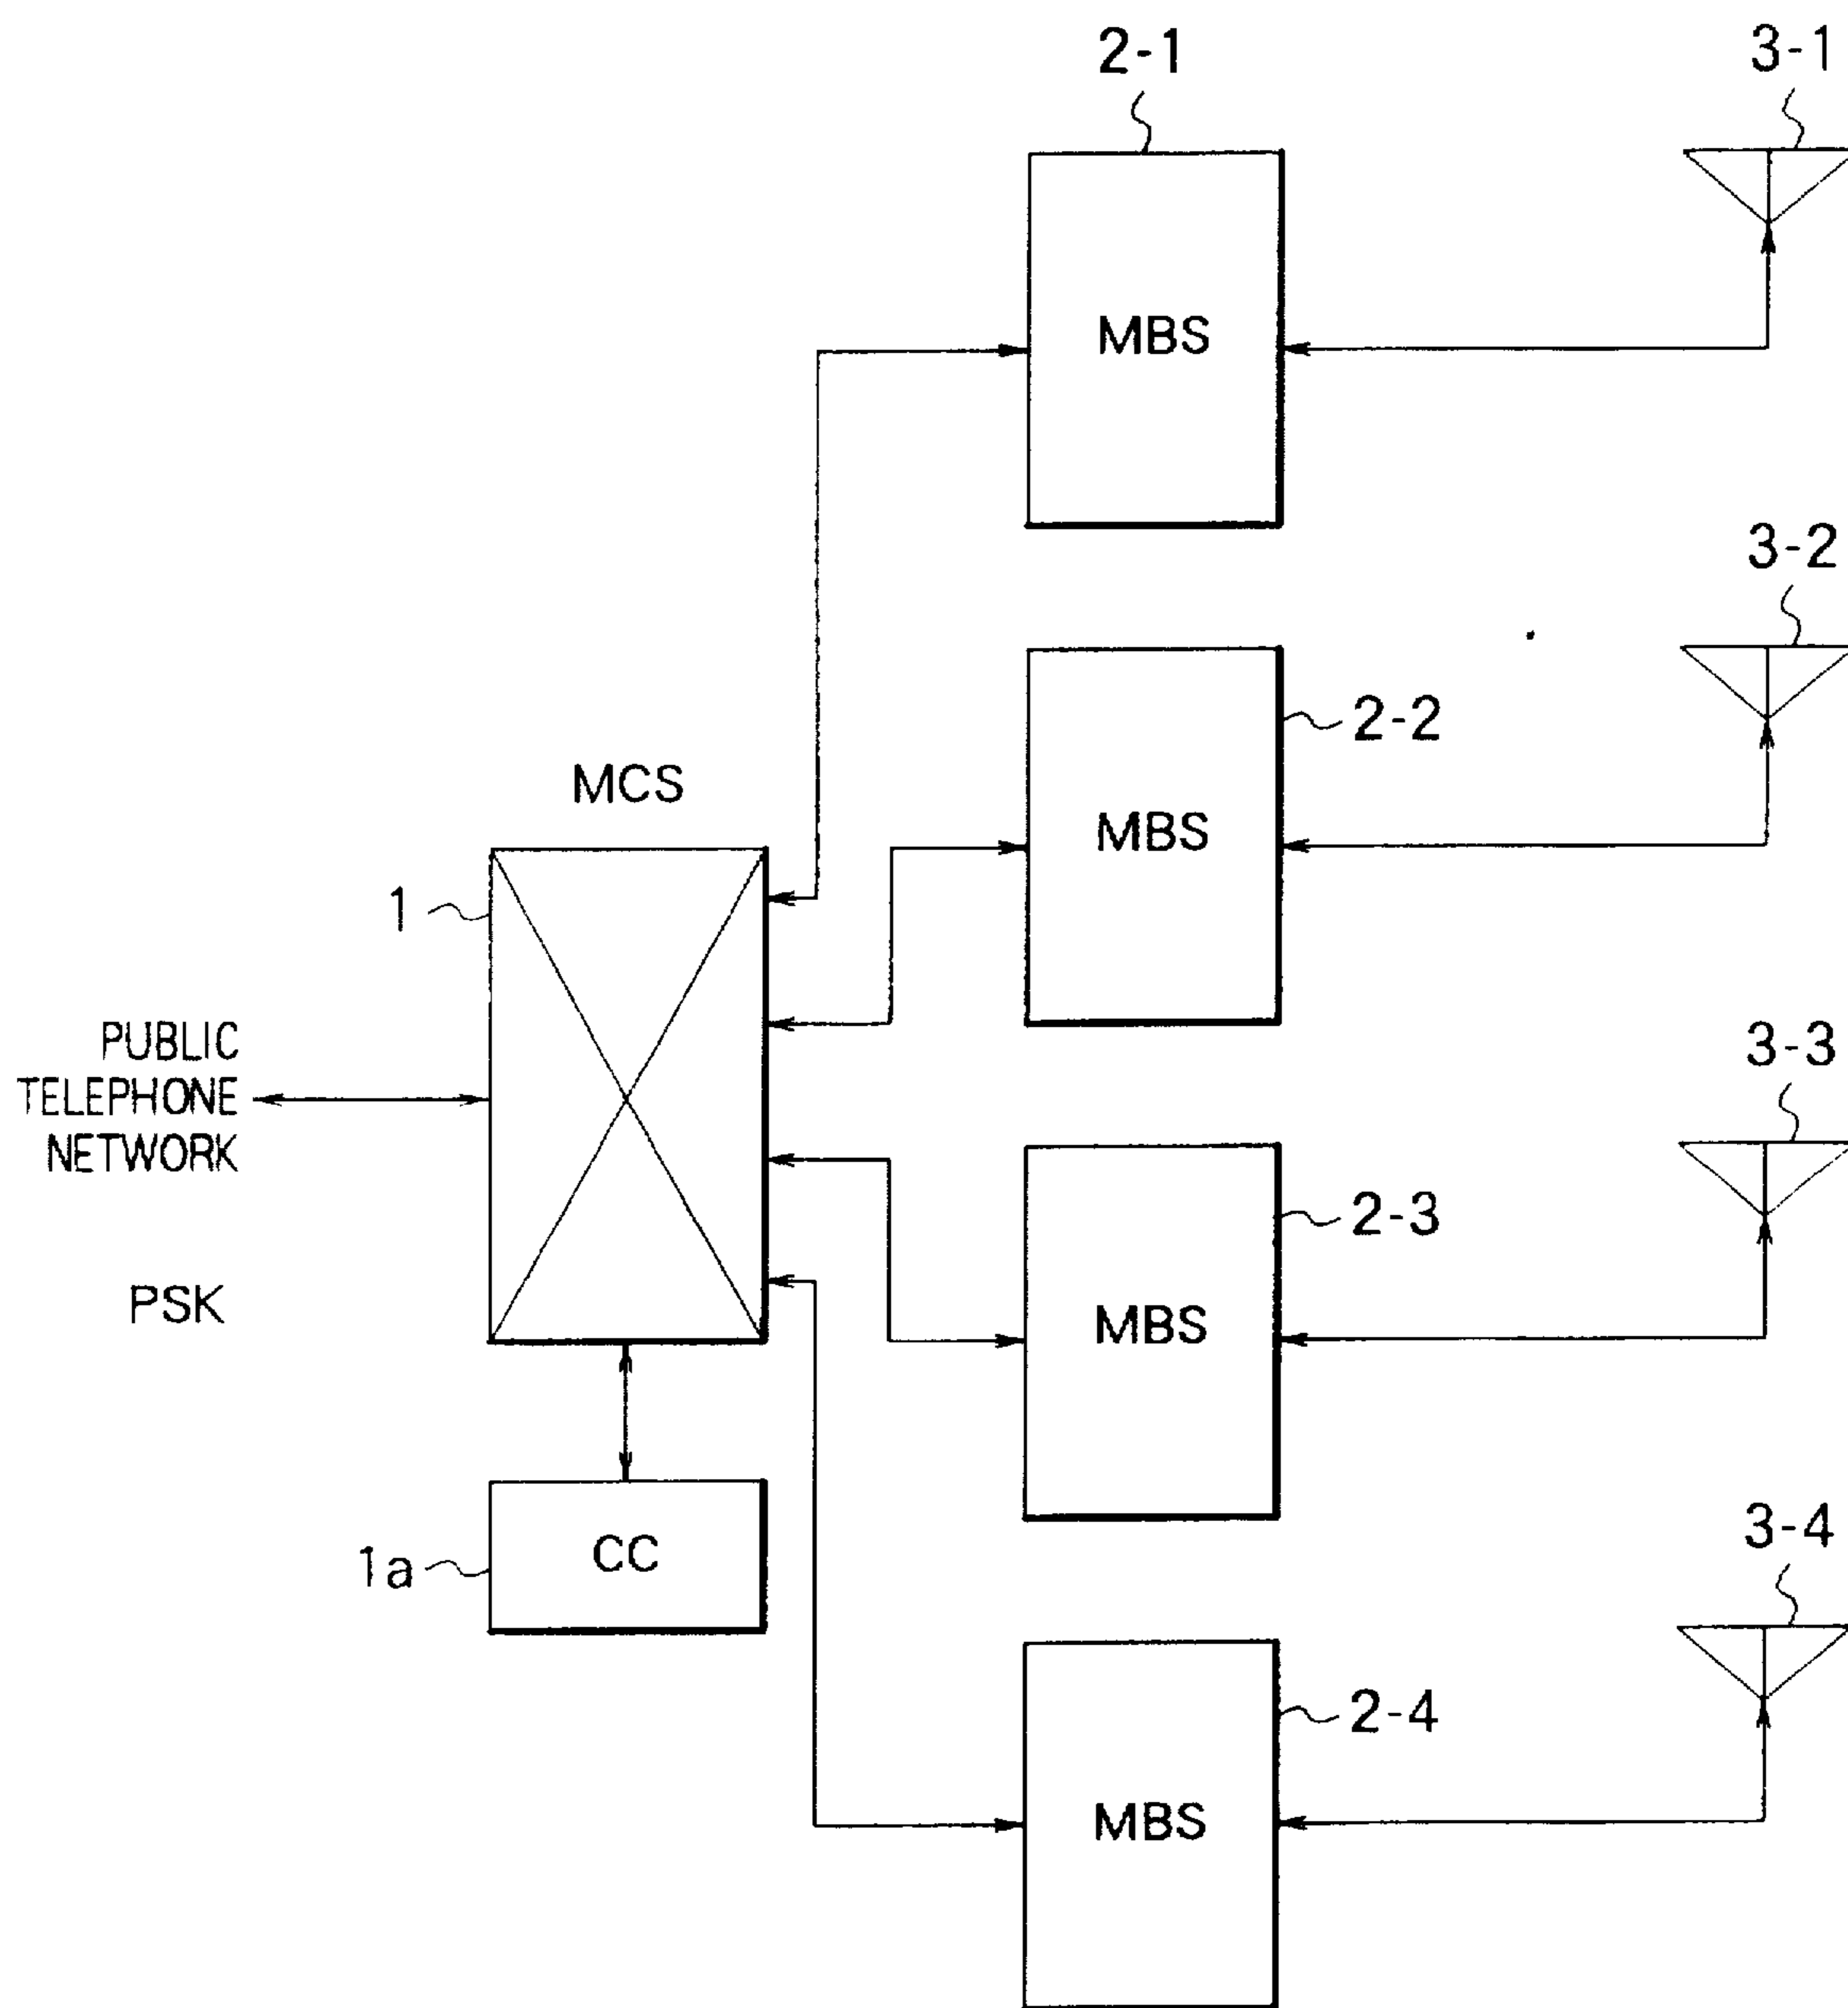 2-1
3-1
MBS
3-2
2-2
MCS
MBS
1
PUBLIC
TELEPHONE
NETWORK
3-3
2-3
PSK
MBS
CC
1a
3-4
2-4
MBS